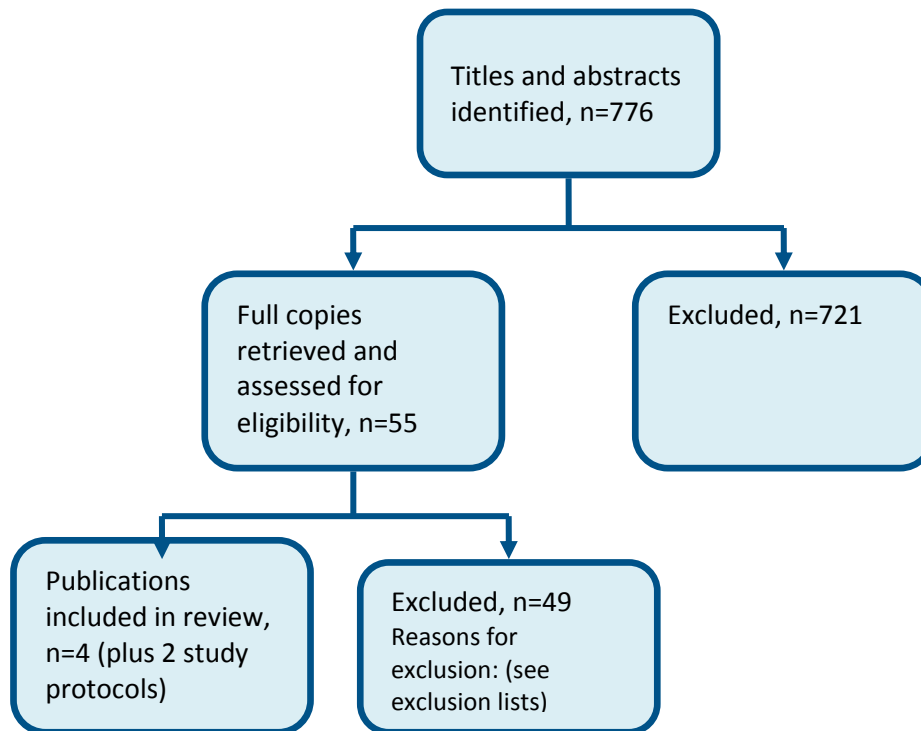 Titles and abstracts
identified, n=776
Full copies
retrieved and
assessed for
eligibility, n=55
Excluded, n=721
Publications
included in review,
n=4 (plus 2 study
protocols)
Excluded, n=49
Reasons for
exclusion: (see
exclusion lists)